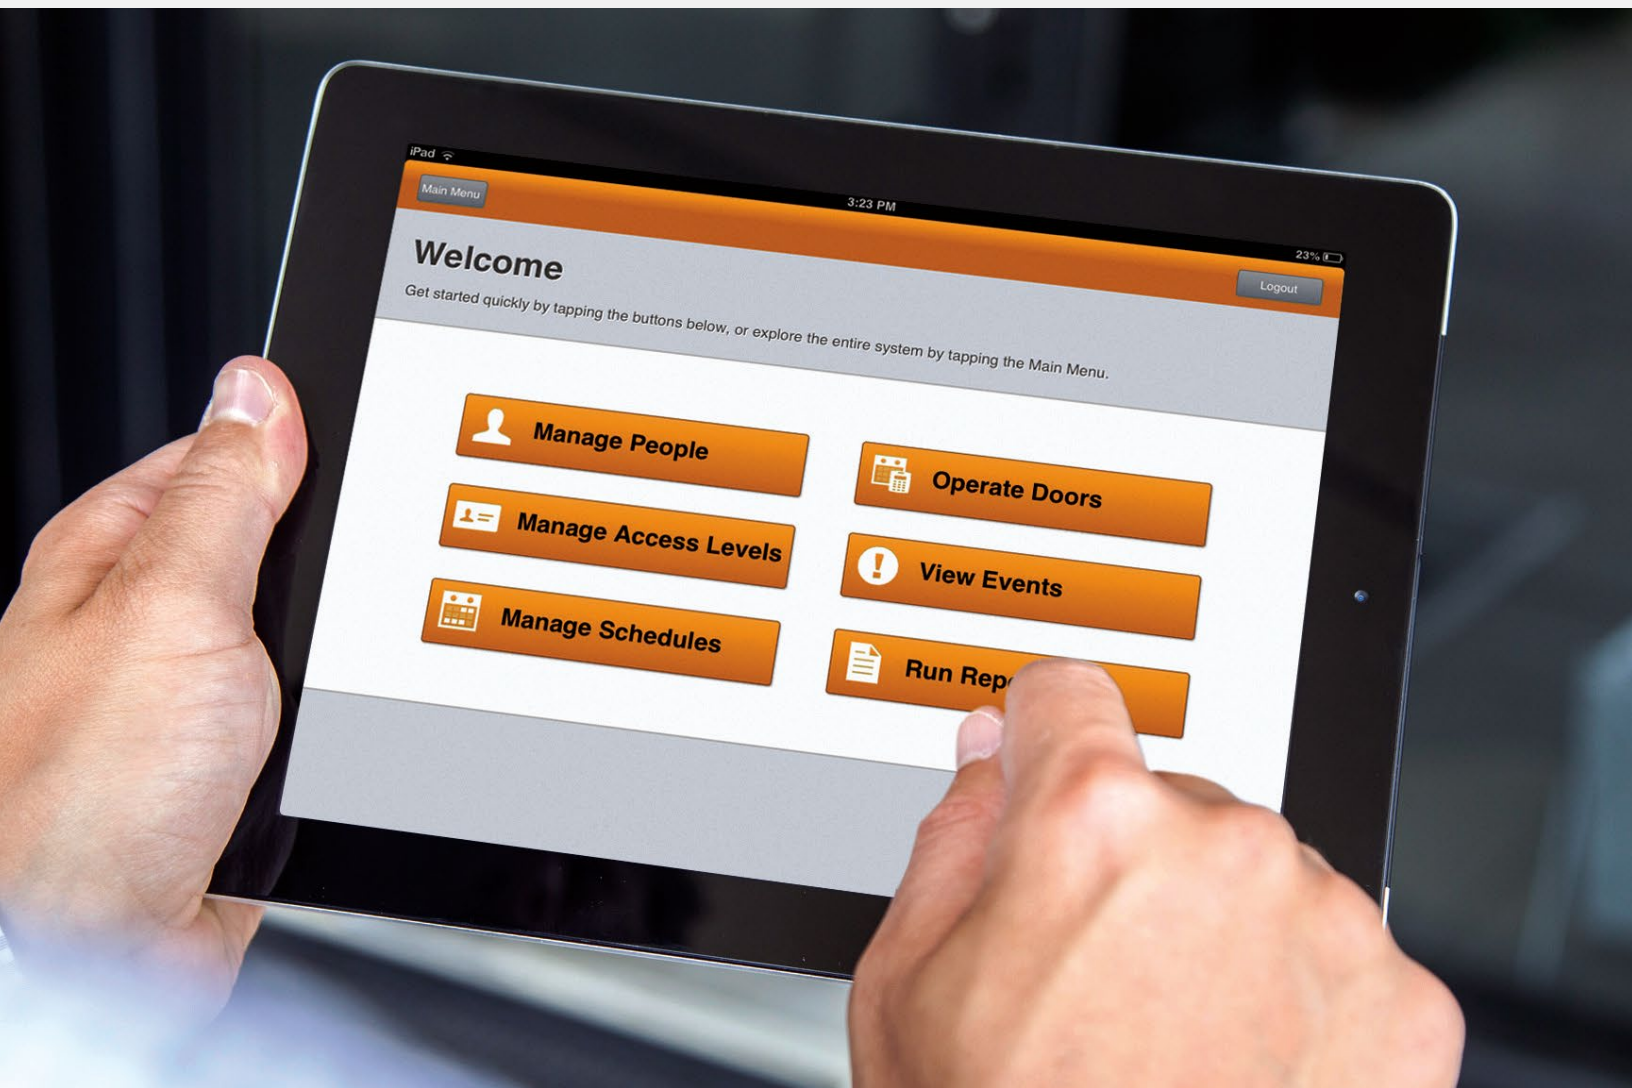 iPad
3:23 PM
23%
Main Menu
Logout
Welcome
Get started quickly by tapping the buttons below, or explore the entire system by tapping the Main Menu.
Manage People
Operate Doors
Manage Access Levels
View Events
Manage Schedules
Run Rep